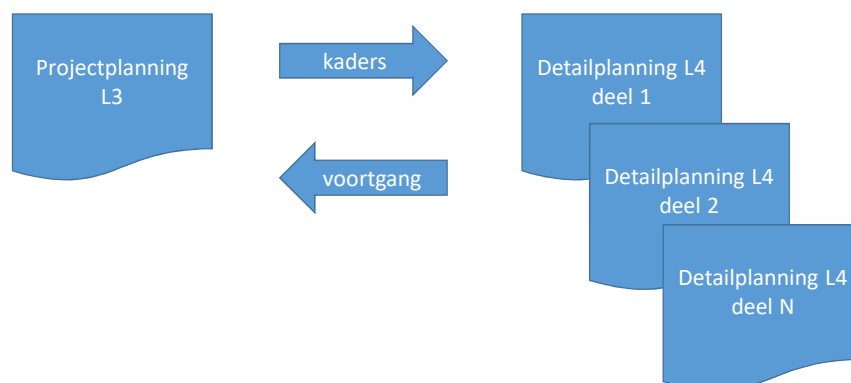 Projectplanning
L3
kaders
voortgang
Detailplanning L4
deel 1
Detailplanning L4
deel 2
Detailplanning L4
deel N